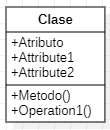 Clase
+Atributo
+Attribute1
+Attribute2
+Metodo()
+Operation1()